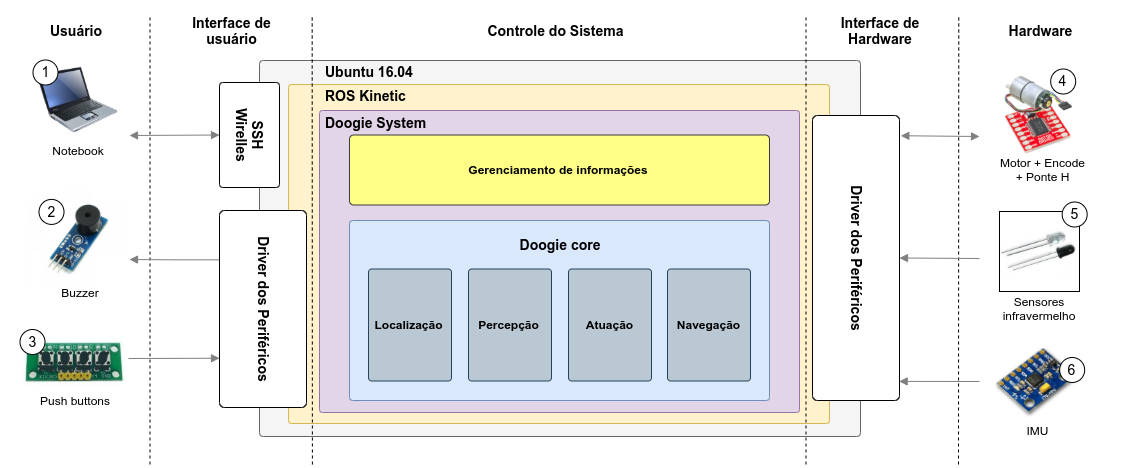 Usuário
Interface de
usuário
Controle do Sistema
Interface de
Hardware
Hardware
1
Notebook
2
Buzzer
3
Push buttons
SSH
Wirelles
Driver dos Periféricos
Ubuntu 16.04
ROS Kinetic
Doogie System
Gerenciamento de informações
Doogie core
Localização
Percepção
Atuação
Navegação
Driver dos Periféricos
4
Motor + Encode
+ Ponte H
5
Sensores
infravermelho
6
IMU